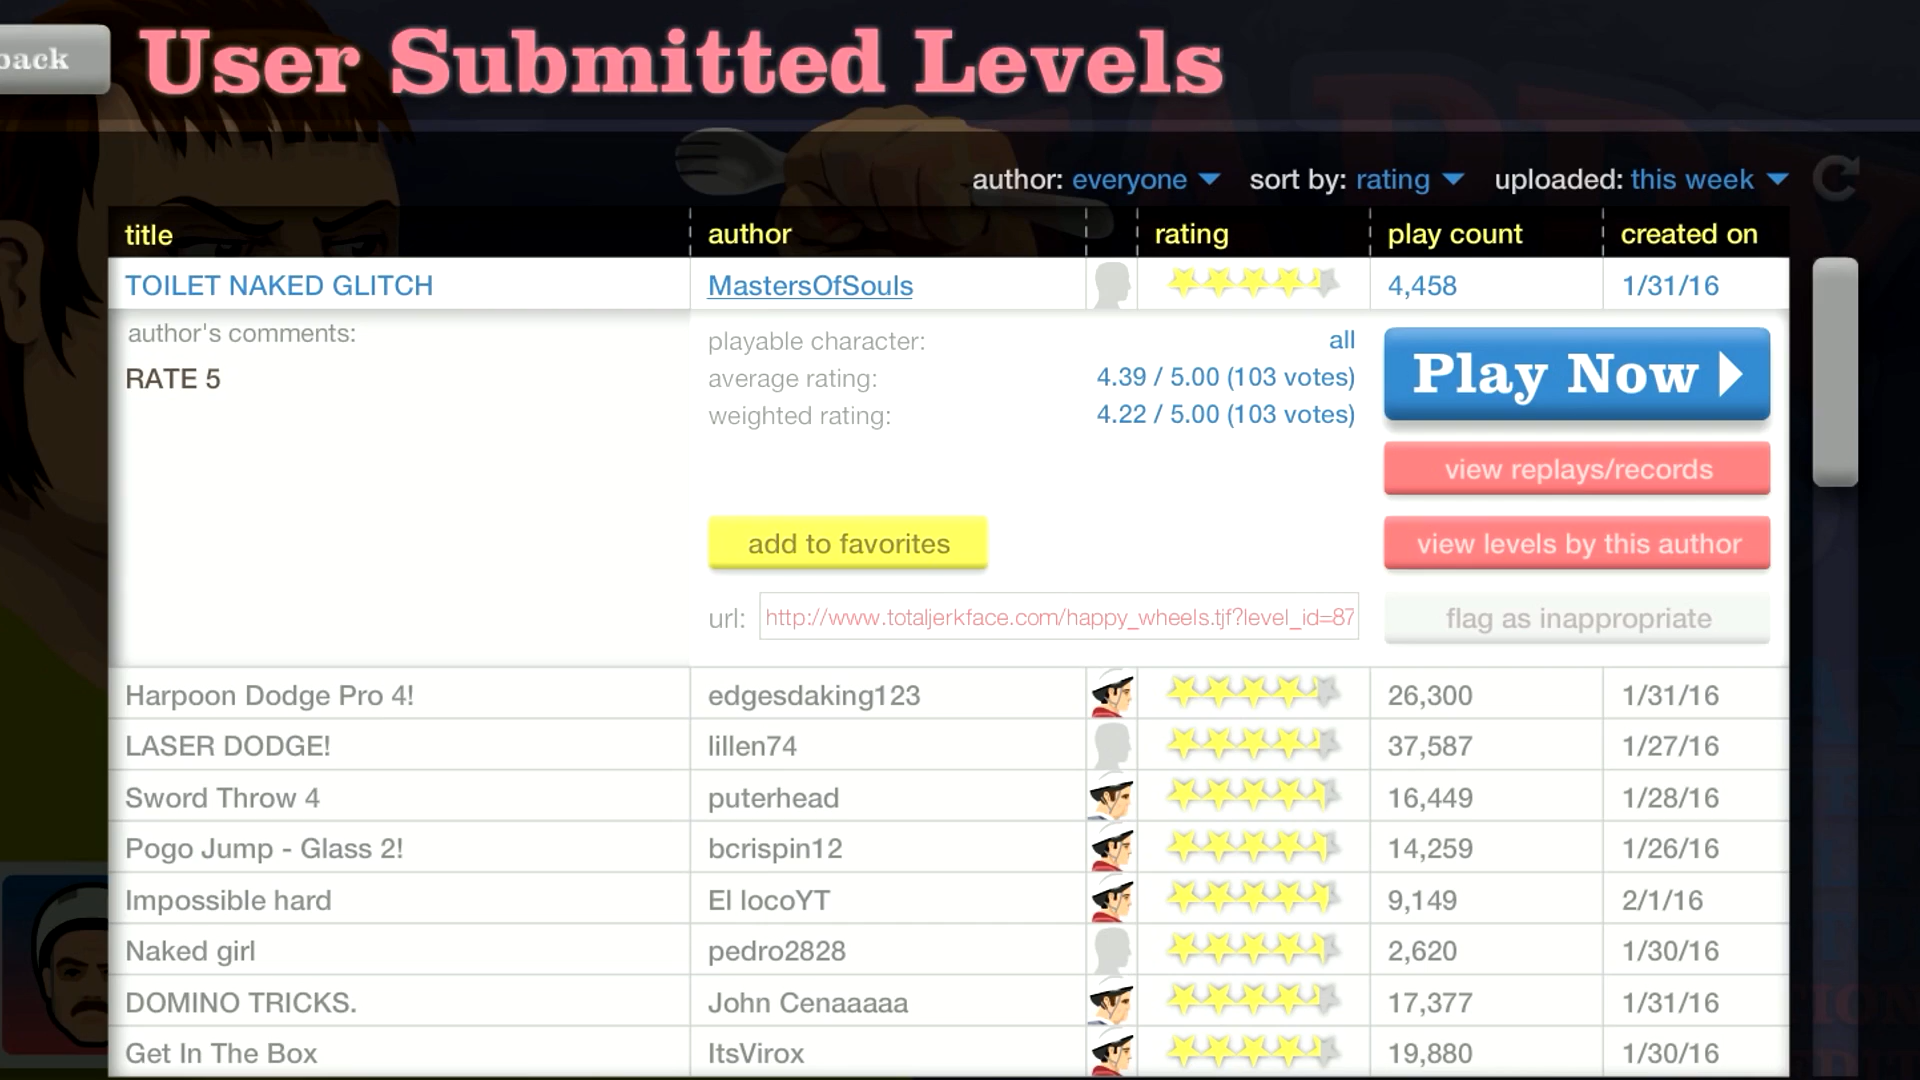 back
User Submitted Levels
author: everyone sort by: rating uploaded: this week
title author rating play count created on
TOILET NAKED GLITCH MastersOfSouls 4,458 1/31/16
author's comments:
RATE 5
playable character: all
average rating: 4.39 / 5.00 (103 votes)
weighted rating: 4.22 / 5.00 (103 votes)
Play Now
view replays/records
add to favorites
view levels by this author
url: http://www.totaljerkface.com/happy_wheels.tjf?level_id=87
flag as inappropriate
Harpoon Dodge Pro 4! edgesdaking123 26,300 1/31/16
LASER DODGE! lillen74 37,587 1/27/16
Sword Throw 4 puterhead 16,449 1/28/16
Pogo Jump - Glass 2! bcrispin12 14,259 1/26/16
Impossible hard El locoYT 9,149 2/1/16
Naked girl pedro2828 2,620 1/30/16
DOMINO TRICKS. John Cenaaaaa 17,377 1/31/16
Get In The Box ItsVirox 19,880 1/30/16